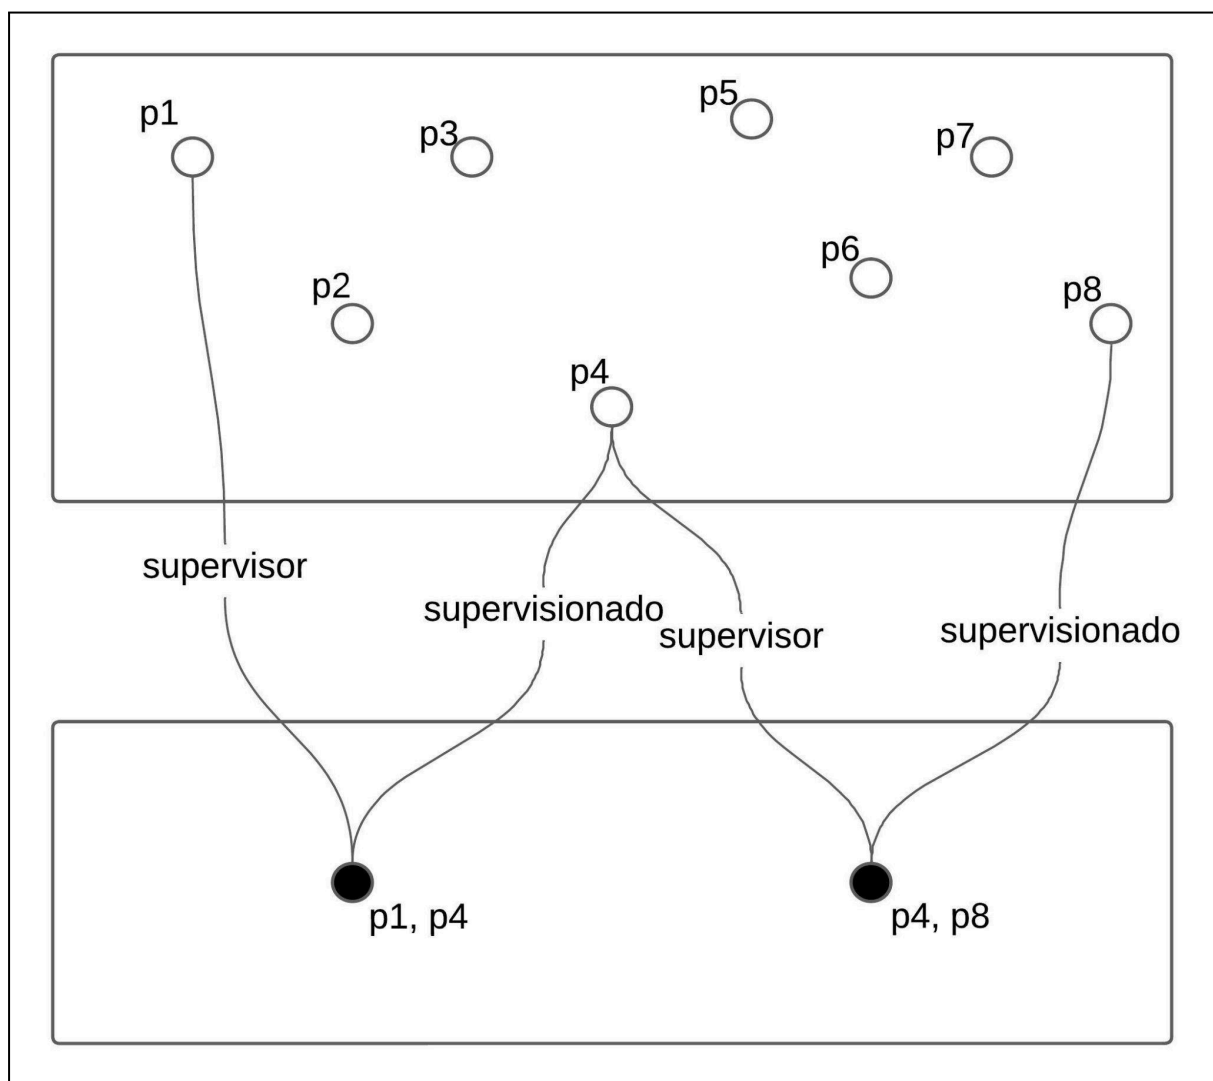 p1
p3
p5
p7
p2
p6
p8
p4
supervisor
supervisionado
supervisor
supervisionado
p1, p4
p4, p8